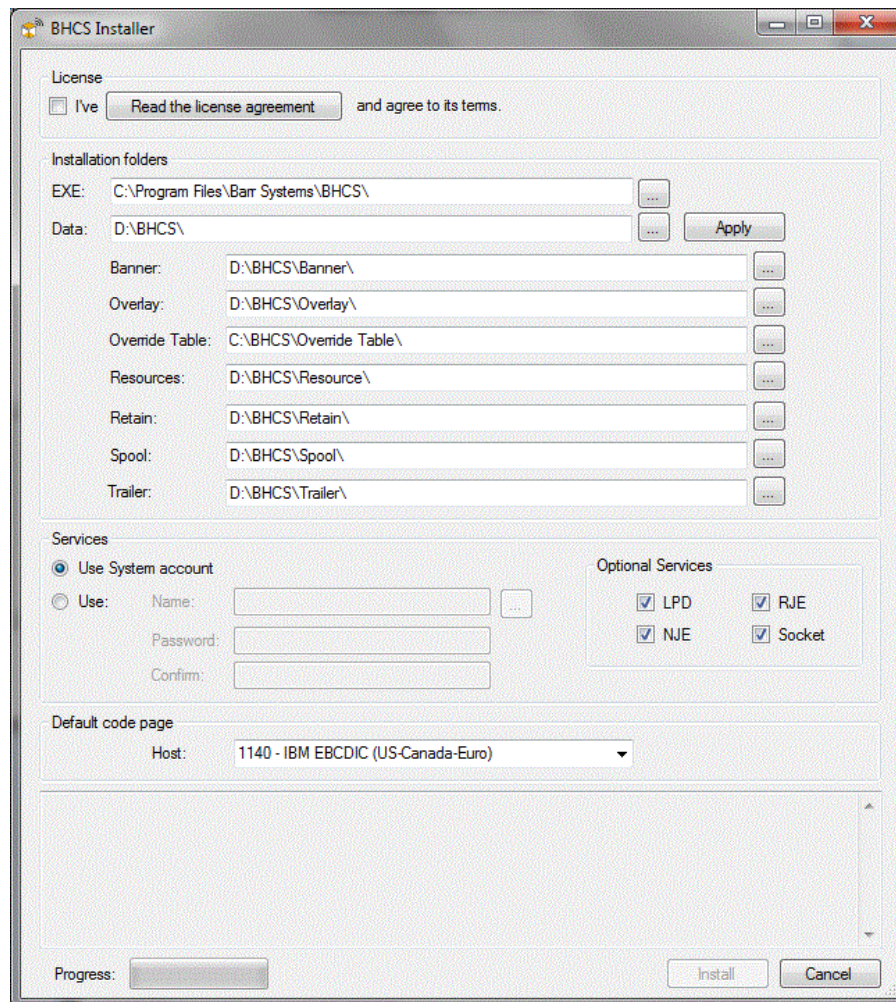 BHCS Installer
License
I've Read the license agreement and agree to its terms.
Installation folders
EXE: C:\Program Files\Barr Systems\BHCS\ ...
Data: D:\BHCS\ ... Apply
Banner: D:\BHCS\Banner\ ...
Overlay: D:\BHCS\Overlay\ ...
Override Table: C:\BHCS\Override Table\ ...
Resources: D:\BHCS\Resource\ ...
Retain: D:\BHCS\Retain\ ...
Spool: D:\BHCS\Spool\ ...
Trailer: D:\BHCS\Trailer\ ...
Services
Use System account
Use: Name: ...
Password:
Confirm:
Optional Services
LPD RJE
NJE Socket
Default code page
Host: 1140 - IBM EBCDIC (US-Canada-Euro)
Progress: Install Cancel